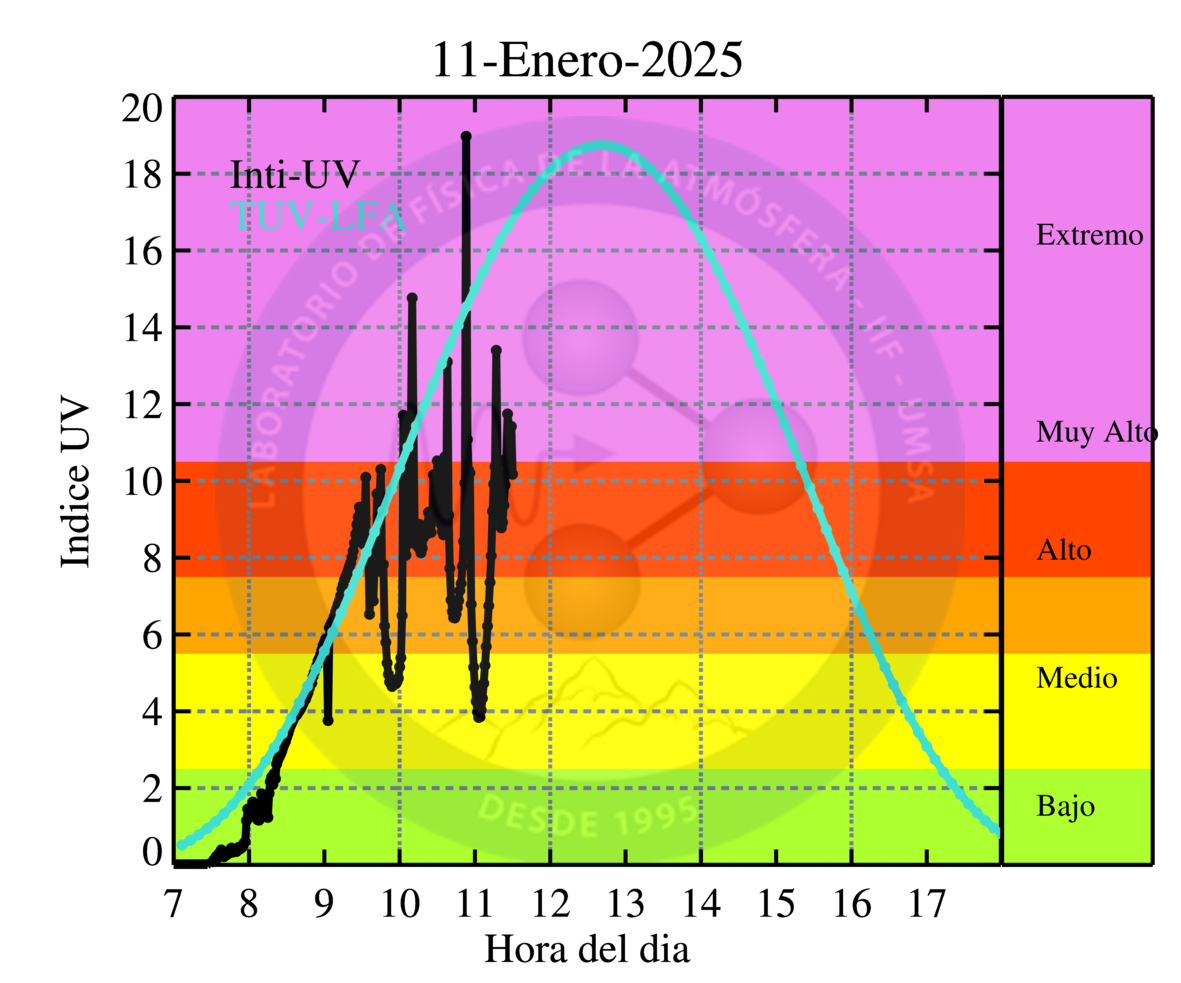 11-Enero-2025
Indice UV
20
18
16
14
12
10
8
6
4
2
0
Inti-UV
TUV-LFA
LABORATORIO DE FÍSICA DE LA ATMÓSFERA - IIF - UMSA
DESDE 1995
Extremo
Muy Alto
Alto
Medio
Bajo
7 8 9 10 11 12 13 14 15 16 17
Hora del dia